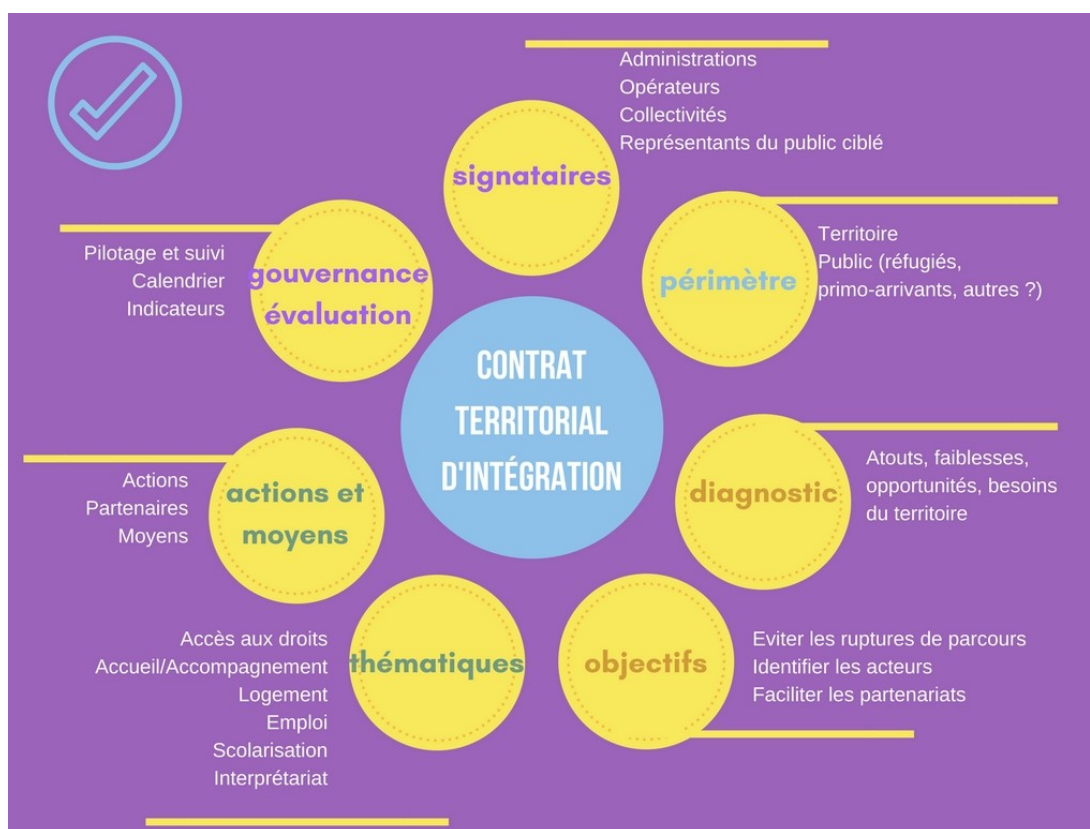 Administrations
Opérateurs
Collectivités
Représentants du public ciblé
signataires
Territoire
Public (réfugiés,
primo-arrivants, autres ?)
périmètre
Atouts, faiblesses,
opportunités, besoins
du territoire
diagnostic
Eviter les ruptures de parcours
Identifier les acteurs
Faciliter les partenariats
objectifs
Accès aux droits
Accueil/Accompagnement
Logement
Emploi
Scolarisation
Interprétariat
thématiques
Actions
Partenaires
Moyens
actions et
moyens
Pilotage et suivi
Calendrier
Indicateurs
gouvernance
évaluation
CONTRAT
TERRITORIAL
D'INTÉGRATION